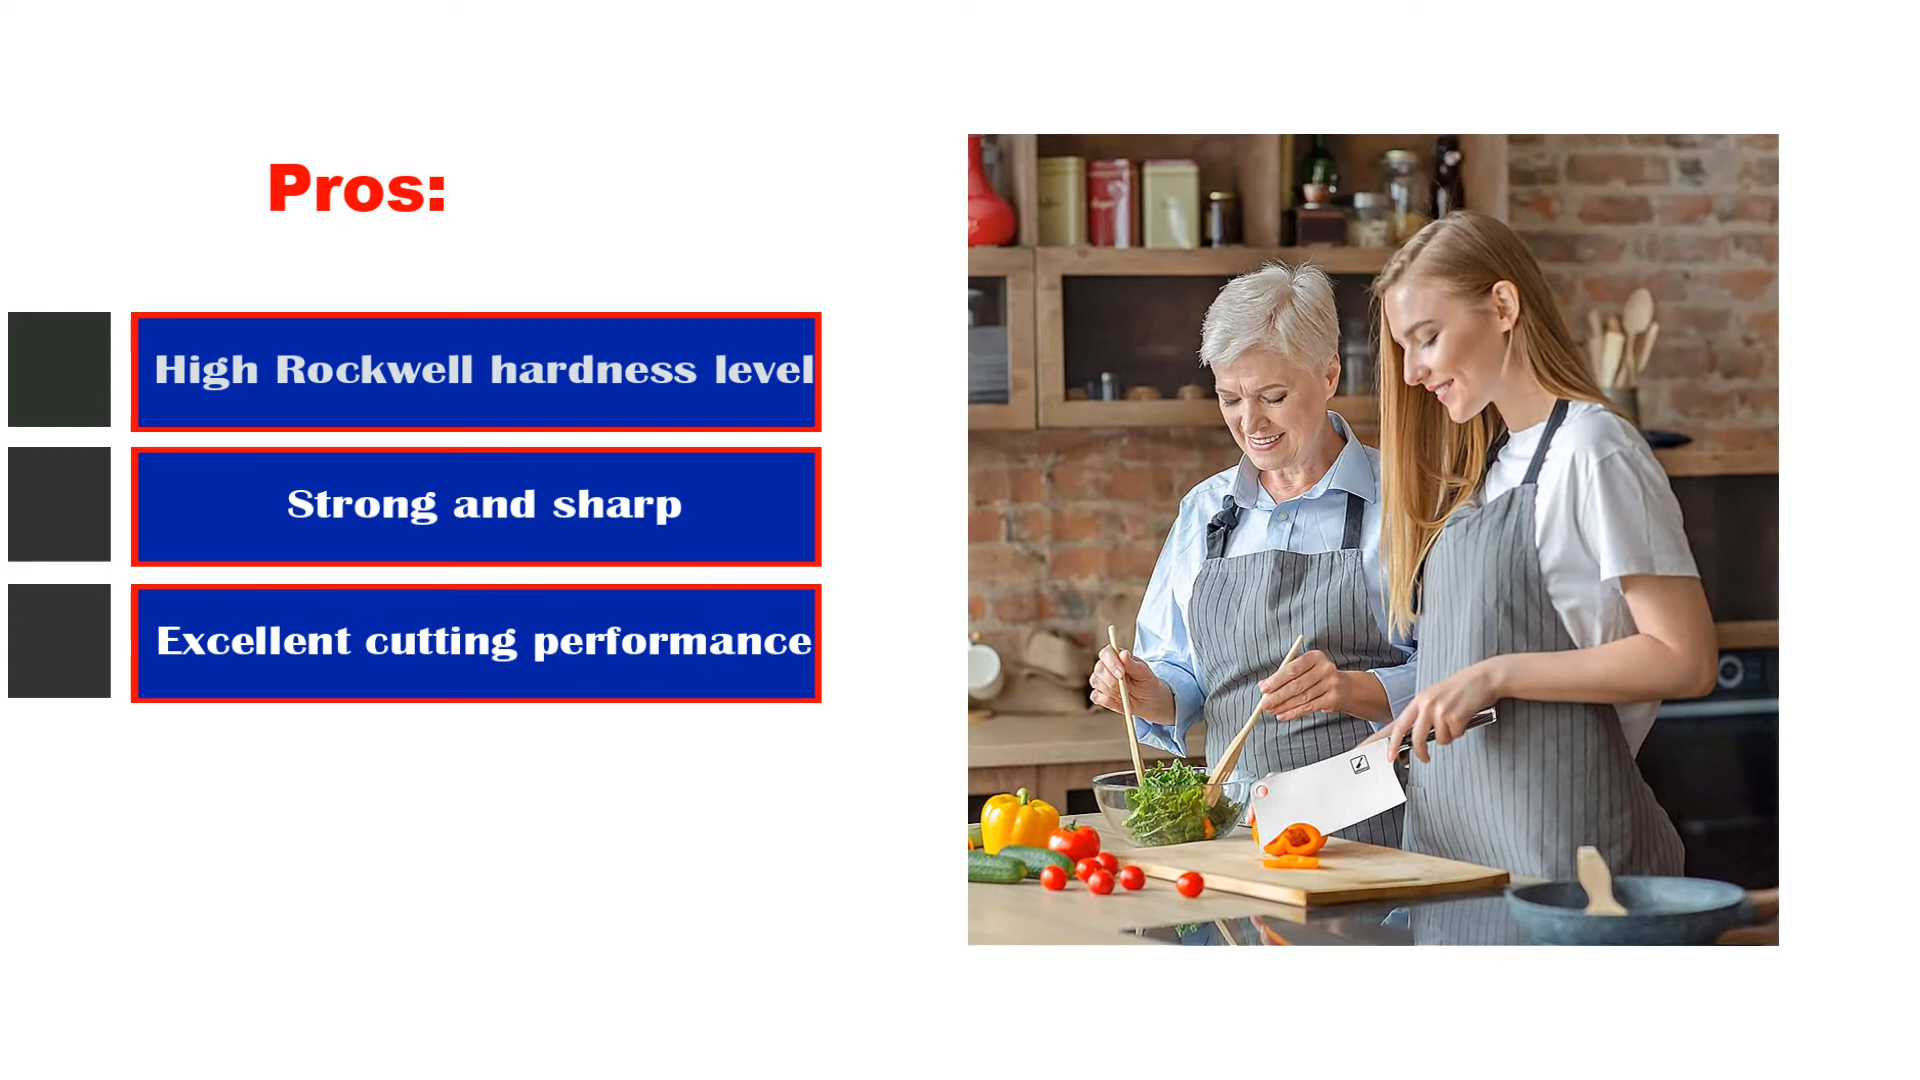 Pros:
High Rockwell hardness level
Strong and sharp
Excellent cutting performance